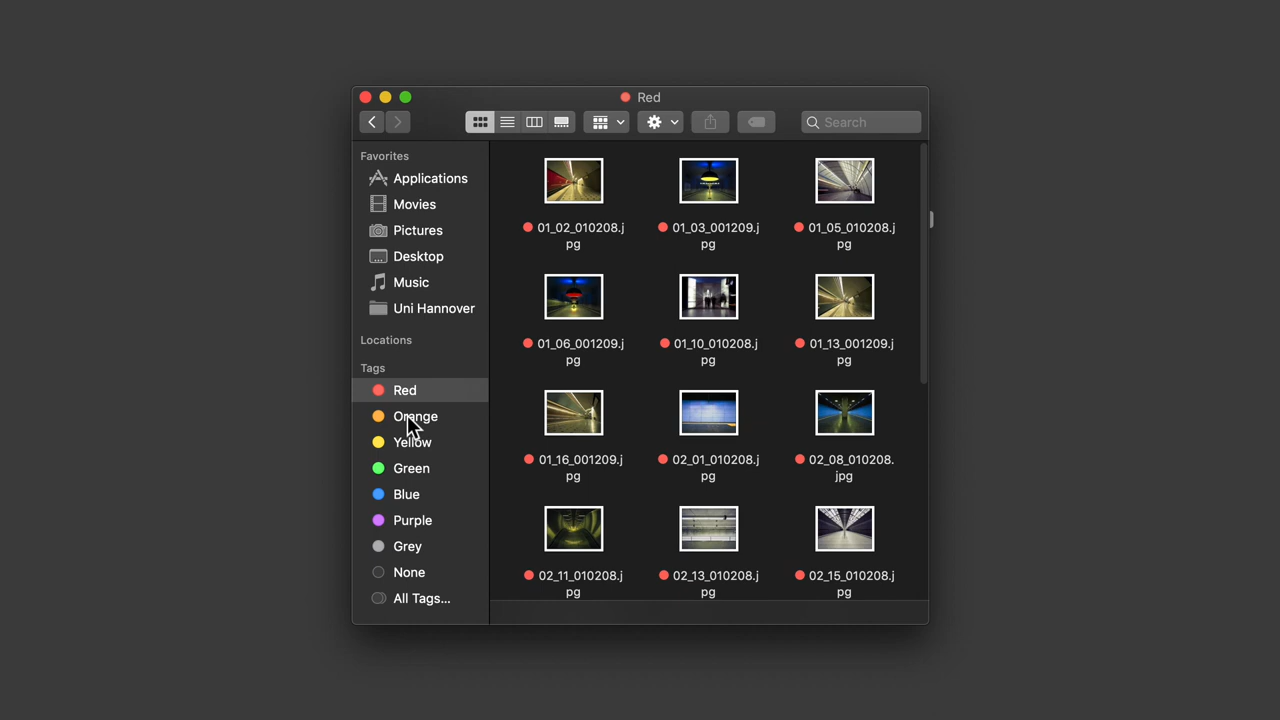 Red
Search
Favorites
Applications
Movies
Pictures
Desktop
Music
Uni Hannover
Locations
Tags
Red
Orange
Yellow
Green
Blue
Purple
Grey
None
All Tags...
01_02_010208.j
pg
01_03_001209.j
pg
01_05_010208.j
pg
01_06_001209.j
pg
01_10_010208.j
pg
01_13_001209.j
pg
01_16_001209.j
pg
02_01_010208.j
pg
02_08_010208.
jpg
02_11_010208.j
pg
02_13_010208.j
pg
02_15_010208.j
pg